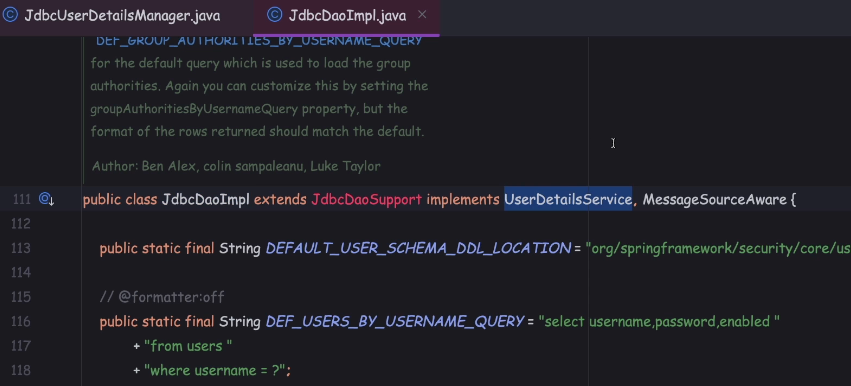 JdbcUserDetailsManager.java
JdbcDaoImpl.java
DEF_GROUP_AUTHORITIES_BY_USERNAME_QUERY
for the default query which is used to load the group
authorities. Again you can customize this by setting the
groupAuthoritiesByUsernameQuery property, but the
format of the rows returned should match the default.
Author: Ben Alex, colin sampaleanu, Luke Taylor
111 public class JdbcDaoImpl extends JdbcDaoSupport implements UserDetailsService, MessageSourceAware {
112
113 public static final String DEFAULT_USER_SCHEMA_DDL_LOCATION = "org/springframework/security/core/us
114
115 // @formatter:off
116 public static final String DEF_USERS_BY_USERNAME_QUERY = "select username,password,enabled "
117 + "from users "
118 + "where username = ?";